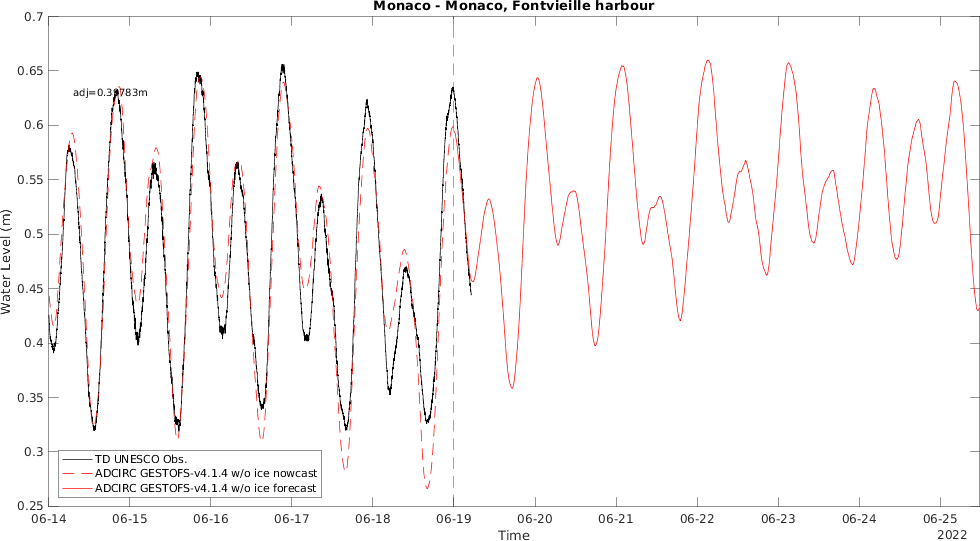 Monaco - Monaco, Fontvieille harbour
0.7
0.65
adj=0.39783m
0.6
0.55
0.5
Water Level (m)
0.45
0.4
0.35
0.3
0.25
TD UNESCO Obs.
ADCIRC GESTOFS-v4.1.4 w/o ice nowcast
ADCIRC GESTOFS-v4.1.4 w/o ice forecast
06-14 06-15 06-16 06-17 06-18 06-19 06-20 06-21 06-22 06-23 06-24 06-25
Time 2022